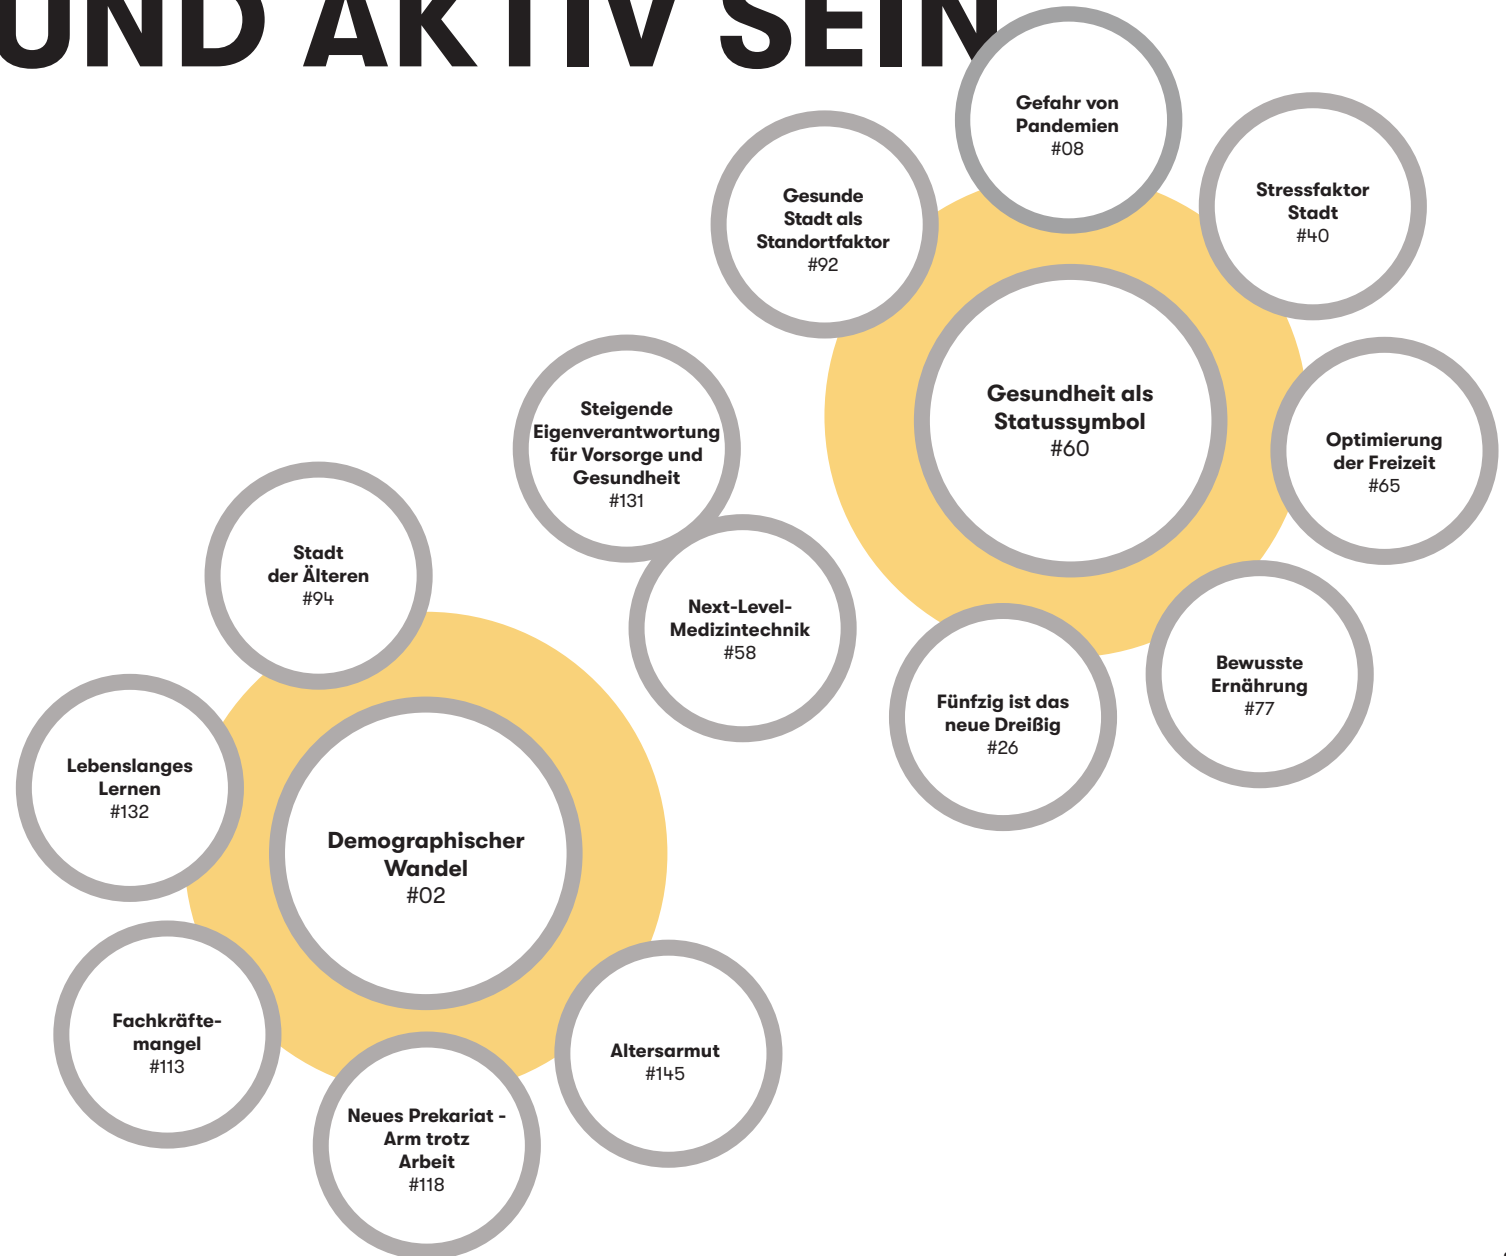 UND AKTIV SEIN
Gefahr von
Pandemien
#08
Stressfaktor
Stadt
#40
Gesunde
Stadt als
Standortfaktor
#92
Gesundheit als
Statussymbol
#60
Optimierung
der Freizeit
#65
Steigende
Eigenverantwortung
für Vorsorge und
Gesundheit
#131
Next-Level-
Medizintechnik
#58
Bewusste
Ernährung
#77
Fünfzig ist das
neue Dreißig
#26
Stadt
der Älteren
#94
Lebenslanges
Lernen
#132
Demographischer
Wandel
#02
Fachkräfte-
mangel
#113
Altersarmut
#145
Neues Prekariat -
Arm trotz
Arbeit
#118